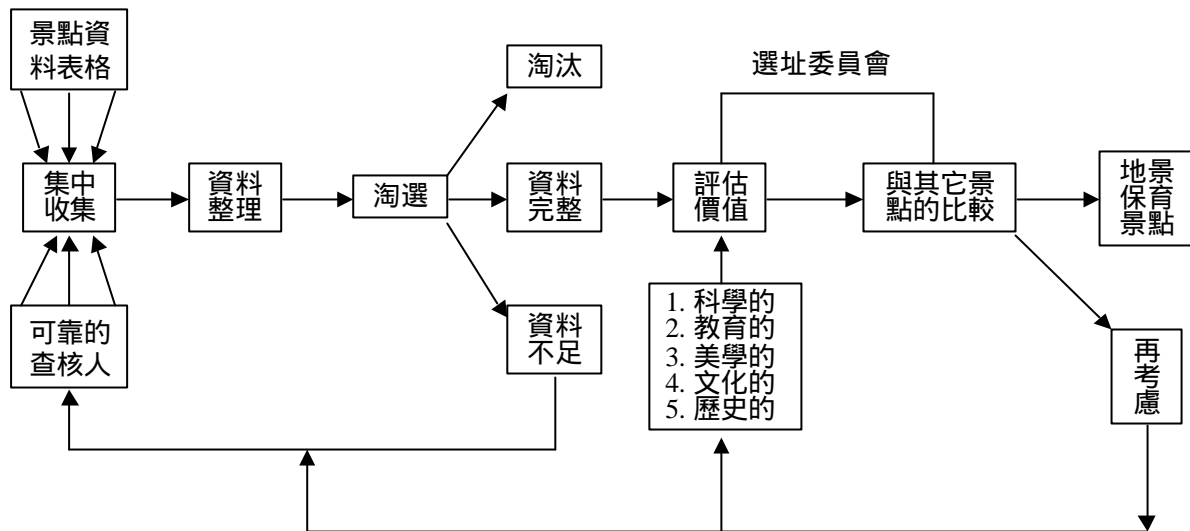 景點資
料表格
淘汰
選址委員會
集中
收集
資料
整理
淘選
資料
完整
評估
價值
與其它景
點的比較
地景
保育
景點
可靠的
查核人
資料
不足
1. 科學的
2. 教育的
3. 美學的
4. 文化的
5. 歷史的
再
考
慮